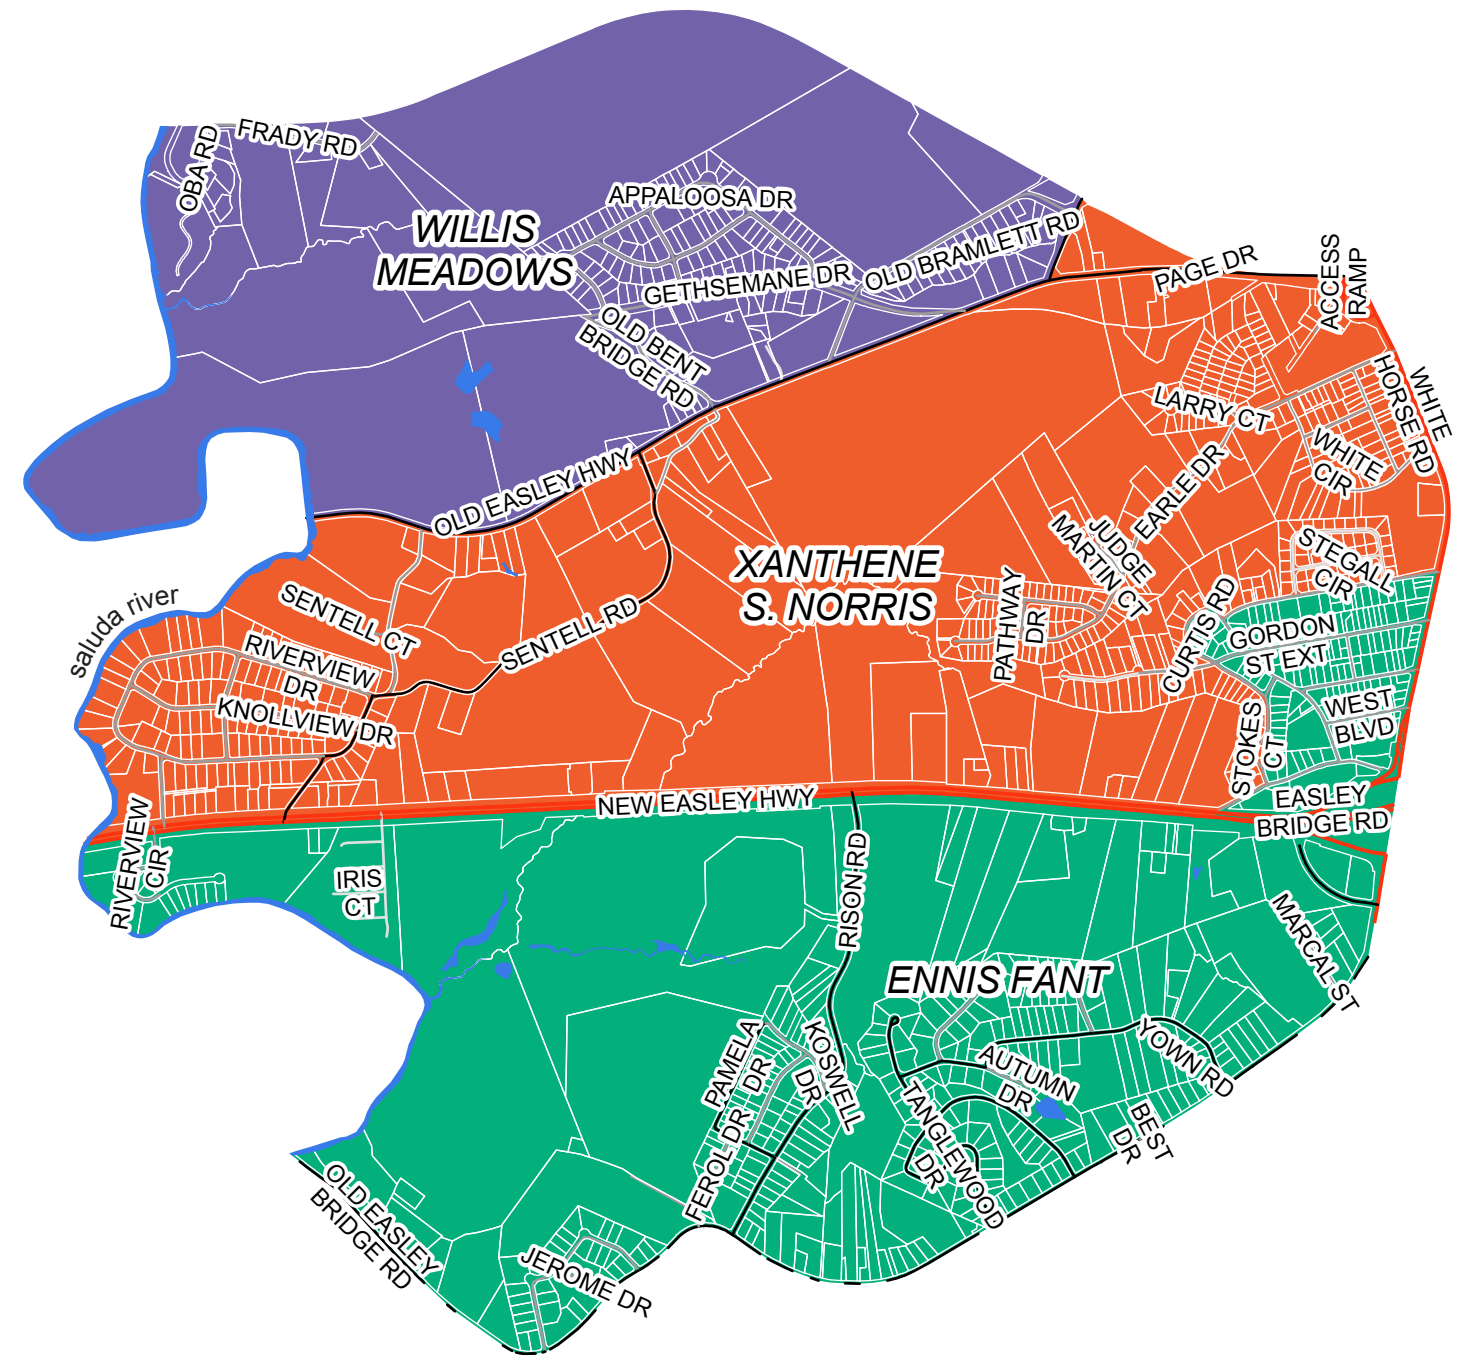 FRADY RD
OBA RD
APPALOOSA DR
WILLIS
MEADOWS
OLD BRAMLETT RD
GETHSEMANE DR
PAGE DR
ACCESS
RAMP
OLD BENT
BRIDGE RD
WHITE
HORSE RD
LARRY CT
WHITE
CIR
OLD EASLEY HWY
EARLE DR
JUDGE
MARTIN CT
STEGALL
CIR
XANTHENE
S. NORRIS
saluda river
SENTELL CT
SENTELL RD
PATHWAY
DR
CURTIS RD
GORDON
ST EXT
RIVERVIEW
DR
KNOLLVIEW DR
WEST
BLVD
STOKES
CT
NEW EASLEY HWY
EASLEY
BRIDGE RD
RIVERVIEW
CIR
IRIS
CT
RISON RD
MARCAL ST
ENNIS FANT
PAMELA
DR
KOSWELL
DR
AUTUMN
DR
YOWN RD
TANGLEWOOD
DR
BEST
DR
FEROL DR
OLD EASLEY
BRIDGE RD
JEROME DR